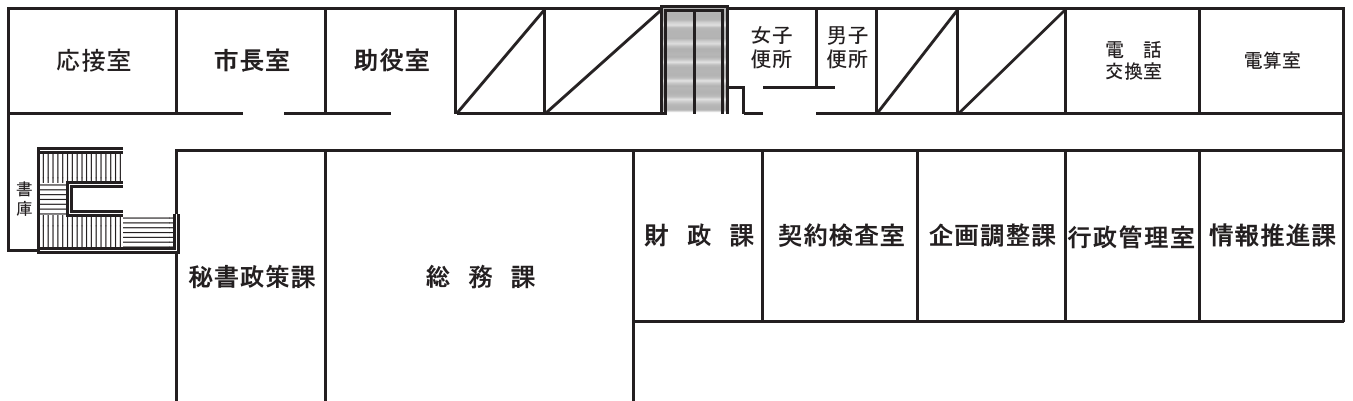 応接室
市長室
助役室
女子
便所
男子
便所
電　話
交換室
電算室
書
庫
秘書政策課
総　務　課
財　政　課
契約検査室
企画調整課
行政管理室
情報推進課